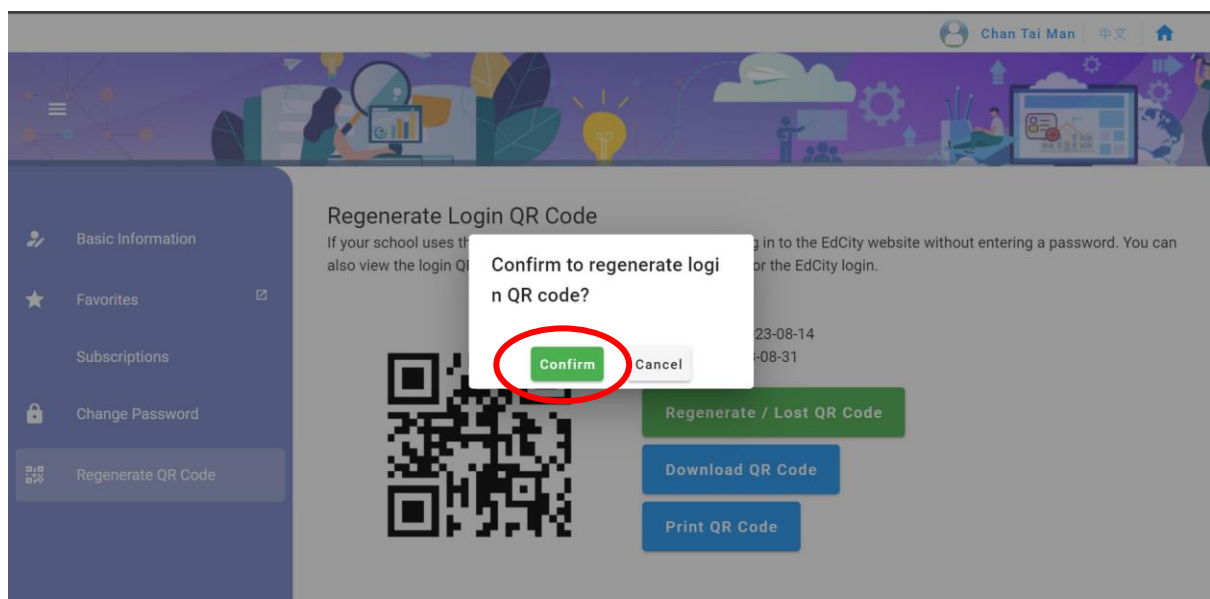 Chan Tai Man 中文
Regenerate Login QR Code
If your school uses th g in to the EdCity website without entering a password. You can
also view the login Q or the EdCity login.
Basic Information
Favorites
Subscriptions
Change Password
Regenerate QR Code
Confirm to regenerate logi
n QR code?
Confirm Cancel
23-08-14
-08-31
Regenerate / Lost QR Code
Download QR Code
Print QR Code